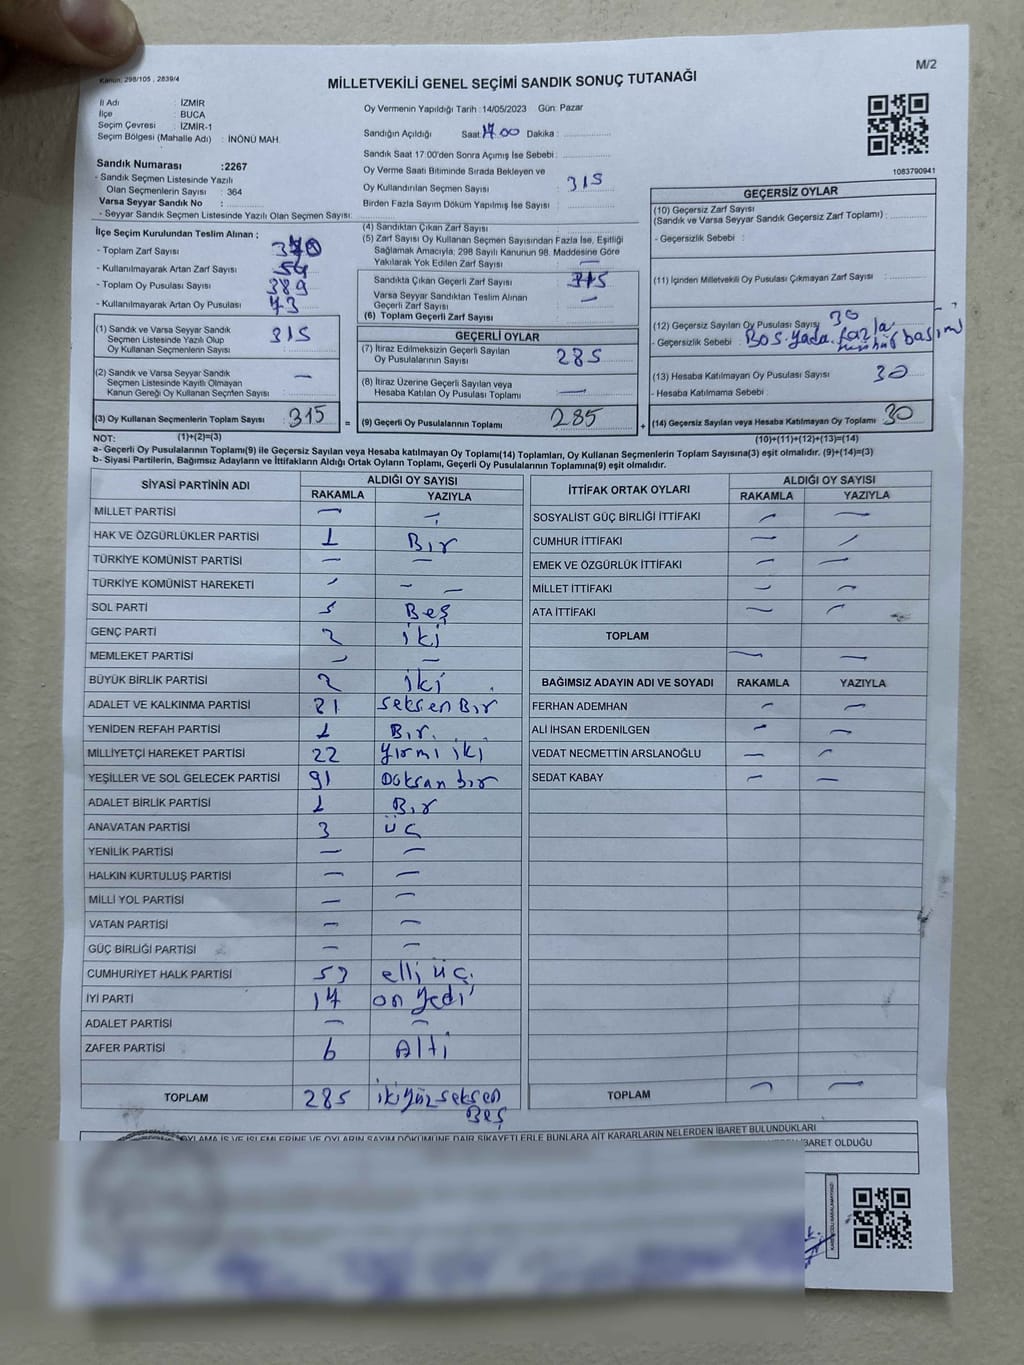 Kanun; 298/105 , 2839/4
M/2
MİLLETVEKİLİ GENEL SEÇİMİ SANDIK SONUÇ TUTANAĞI
İl Adı : İZMİR
İlçe : BUCA
Seçim Çevresi : İZMİR-1
Seçim Bölgesi (Mahalle Adı) : İNÖNÜ MAH.
Sandık Numarası :2267
- Sandık Seçmen Listesinde Yazılı
Olan Seçmenlerin Sayısı : 364
Varsa Seyyar Sandık No :
- Seyyar Sandık Seçmen Listesinde Yazılı Olan Seçmen Sayısı:
Oy Vermenin Yapıldığı Tarih : 14/05/2023 Gün: Pazar
Sandığın Açıldığı Saat 17.00 Dakika :
Sandık Saat 17:00'den Sonra Açımış İse Sebebi :
Oy Verme Saati Bitiminde Sırada Bekleyen ve
Oy Kullandırılan Seçmen Sayısı : 315
Birden Fazla Sayım Döküm Yapılmış İse Sayısı :
1083790941
İlçe Seçim Kurulundan Teslim Alınan ;
- Toplam Zarf Sayısı
- Kullanılmayarak Artan Zarf Sayısı 54
- Toplam Oy Pusulası Sayısı 389
- Kullanılmayarak Artan Oy Pusulası 73
(1) Sandık ve Varsa Seyyar Sandık
Seçmen Listesinde Yazılı Olup
Oy Kullanan Seçmenlerin Sayısı 315
(2) Sandık ve Varsa Seyyar Sandık
Seçmen Listesinde Kayıtlı Olmayan
Kanun Gereği Oy Kullanan Seçmen Sayısı –
(3) Oy Kullanan Seçmenlerin Toplam Sayısı 315 =
(4) Sandıktan Çıkan Zarf Sayısı
(5) Zarf Sayısı Oy Kullanan Seçmen Sayısından Fazla İse, Eşitliği
Sağlamak Amacıyla, 298 Sayılı Kanunun 98. Maddesine Göre
Yakılarak Yok Edilen Zarf Sayısı –
Sandıkta Çıkan Geçerli Zarf Sayısı 315
Varsa Seyyar Sandıktan Teslim Alınan
Geçerli Zarf Sayısı –
(6) Toplam Geçerli Zarf Sayısı
GEÇERLİ OYLAR
(7) İtiraz Edilmeksizin Geçerli Sayılan
Oy Pusulalarının Sayısı 285
(8) İtiraz Üzerine Geçerli Sayılan veya
Hesaba Katılan Oy Pusulası Toplamı –
(9) Geçerli Oy Pusulalarının Toplamı 285 +
GEÇERSİZ OYLAR
(10) Geçersiz Zarf Sayısı
(Sandık ve Varsa Seyyar Sandık Geçersiz Zarf Toplamı) :
- Geçersizlik Sebebi :
(11) İçinden Milletvekili Oy Pusulası Çıkmayan Zarf Sayısı :
(12) Geçersiz Sayılan Oy Pusulası Sayısı 30
- Geçersizlik Sebebi : Boş. yada fazla
mühür basımı
(13) Hesaba Katılmayan Oy Pusulası Sayısı 30
- Hesaba Katılmama Sebebi :
(14) Geçersiz Sayılan veya Hesaba Katılmayan Oy Toplamı 30
NOT: (1)+(2)=(3) (10)+(11)+(12)+(13)=(14)
a- Geçerli Oy Pusulalarının Toplamı(9) ile Geçersiz Sayılan veya Hesaba katılmayan Oy Toplamı(14) Toplamları, Oy Kullanan Seçmenlerin Toplam Sayısına(3) eşit olmalıdır. (9)+(14)=(3)
b- Siyasi Partilerin, Bağımsız Adayların ve İttifakların Aldığı Ortak Oyların Toplamı, Geçerli Oy Pusulalarının Toplamına(9) eşit olmalıdır.
SİYASİ PARTİNİN ADI ALDIĞI OY SAYISI
RAKAMLA YAZIYLA
MİLLET PARTİSİ – –
HAK VE ÖZGÜRLÜKLER PARTİSİ 1 Bir
TÜRKİYE KOMÜNİST PARTİSİ – –
TÜRKİYE KOMÜNİST HAREKETİ – –
SOL PARTİ 5 Beş
GENÇ PARTİ 2 iki
MEMLEKET PARTİSİ – –
BÜYÜK BİRLİK PARTİSİ 2 iki
ADALET VE KALKINMA PARTİSİ 81 seksen Bir
YENİDEN REFAH PARTİSİ 1 Bir.
MİLLİYETÇİ HAREKET PARTİSİ 22 yirmi iki
YEŞİLLER VE SOL GELECEK PARTİSİ 91 Doksan bir
ADALET BİRLİK PARTİSİ 1 Bir
ANAVATAN PARTİSİ 3 üç
YENİLİK PARTİSİ – –
HALKIN KURTULUŞ PARTİSİ – –
MİLLİ YOL PARTİSİ – –
VATAN PARTİSİ – –
GÜÇ BİRLİĞİ PARTİSİ – –
CUMHURİYET HALK PARTİSİ 53 elli üç.
İYİ PARTİ 17 on yedi
ADALET PARTİSİ – –
ZAFER PARTİSİ 6 Altı
TOPLAM 285 iki yüz seksen
Beş
İTTİFAK ORTAK OYLARI ALDIĞI OY SAYISI
RAKAMLA YAZIYLA
SOSYALİST GÜÇ BİRLİĞİ İTTİFAKI – –
CUMHUR İTTİFAKI – –
EMEK VE ÖZGÜRLÜK İTTİFAKI – –
MİLLET İTTİFAKI – –
ATA İTTİFAKI – –
TOPLAM
– –
BAĞIMSIZ ADAYIN ADI VE SOYADI RAKAMLA YAZIYLA
FERHAN ADEMHAN – –
ALİ İHSAN ERDENİLGEN – –
VEDAT NECMETTİN ARSLANOĞLU – –
SEDAT KABAY – –
TOPLAM – –
OYLAMA İŞ VE İŞLEMLERİNE VE OYLARIN SAYIM DÖKÜMÜNE DAİR ŞİKAYETLERLE BUNLARA AİT KARARLARIN NELERDEN İBARET BULUNDUKLARI
İBARET OLDUĞU